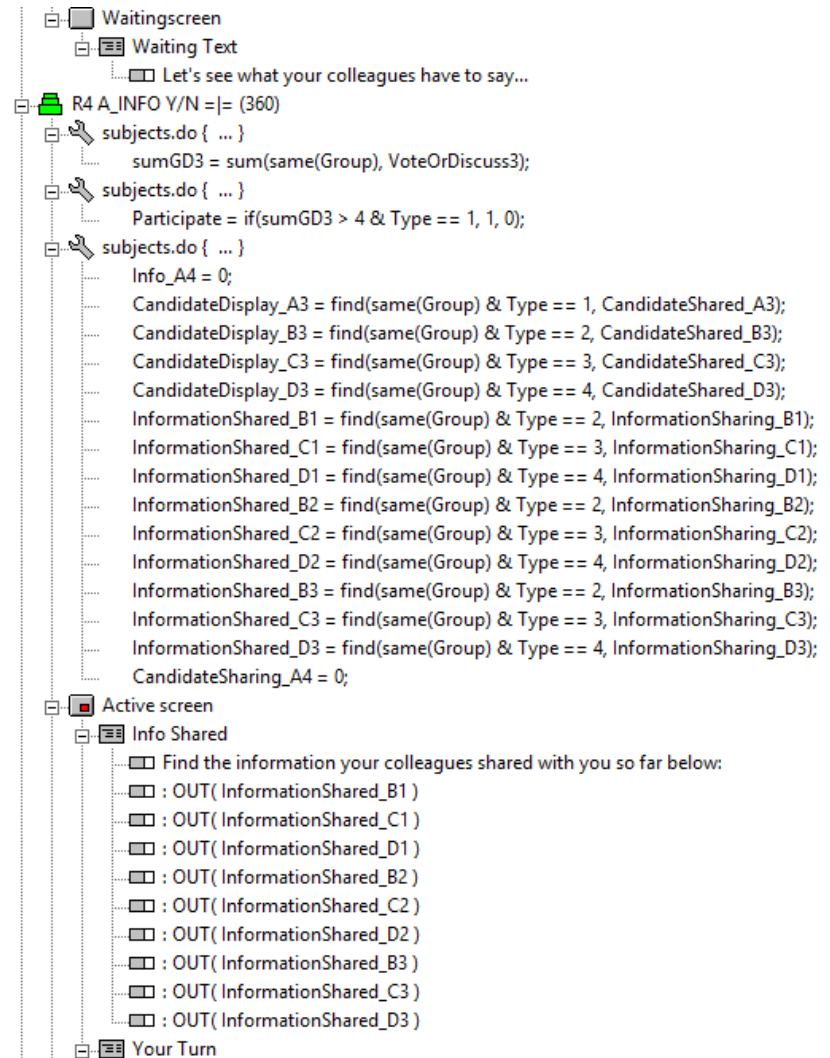 Waitingscreen
Waiting Text
Let's see what your colleagues have to say...
R4 A_INFO Y/N =|= (360)
subjects.do { ... }
sumGD3 = sum(same(Group), VoteOrDiscuss3);
subjects.do { ... }
Participate = if(sumGD3 > 4 & Type == 1, 1, 0);
subjects.do { ... }
Info_A4 = 0;
CandidateDisplay_A3 = find(same(Group) & Type == 1, CandidateShared_A3);
CandidateDisplay_B3 = find(same(Group) & Type == 2, CandidateShared_B3);
CandidateDisplay_C3 = find(same(Group) & Type == 3, CandidateShared_C3);
CandidateDisplay_D3 = find(same(Group) & Type == 4, CandidateShared_D3);
InformationShared_B1 = find(same(Group) & Type == 2, InformationSharing_B1);
InformationShared_C1 = find(same(Group) & Type == 3, InformationSharing_C1);
InformationShared_D1 = find(same(Group) & Type == 4, InformationSharing_D1);
InformationShared_B2 = find(same(Group) & Type == 2, InformationSharing_B2);
InformationShared_C2 = find(same(Group) & Type == 3, InformationSharing_C2);
InformationShared_D2 = find(same(Group) & Type == 4, InformationSharing_D2);
InformationShared_B3 = find(same(Group) & Type == 2, InformationSharing_B3);
InformationShared_C3 = find(same(Group) & Type == 3, InformationSharing_C3);
InformationShared_D3 = find(same(Group) & Type == 4, InformationSharing_D3);
CandidateSharing_A4 = 0;
Active screen
Info Shared
Find the information your colleagues shared with you so far below:
: OUT( InformationShared_B1 )
: OUT( InformationShared_C1 )
: OUT( InformationShared_D1 )
: OUT( InformationShared_B2 )
: OUT( InformationShared_C2 )
: OUT( InformationShared_D2 )
: OUT( InformationShared_B3 )
: OUT( InformationShared_C3 )
: OUT( InformationShared_D3 )
Your Turn